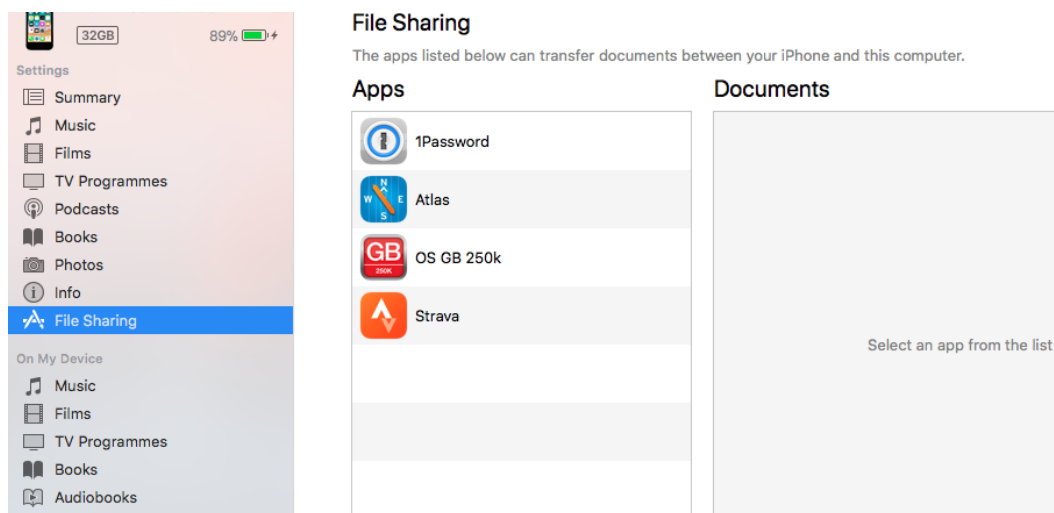 32GB
89%
Settings
Summary
Music
Films
TV Programmes
Podcasts
Books
Photos
Info
File Sharing
On My Device
Music
Films
TV Programmes
Books
Audiobooks
File Sharing
The apps listed below can transfer documents between your iPhone and this computer.
Apps
1Password
N
W E
S
Atlas
GB
250K
OS GB 250k
Strava
Documents
Select an app from the list